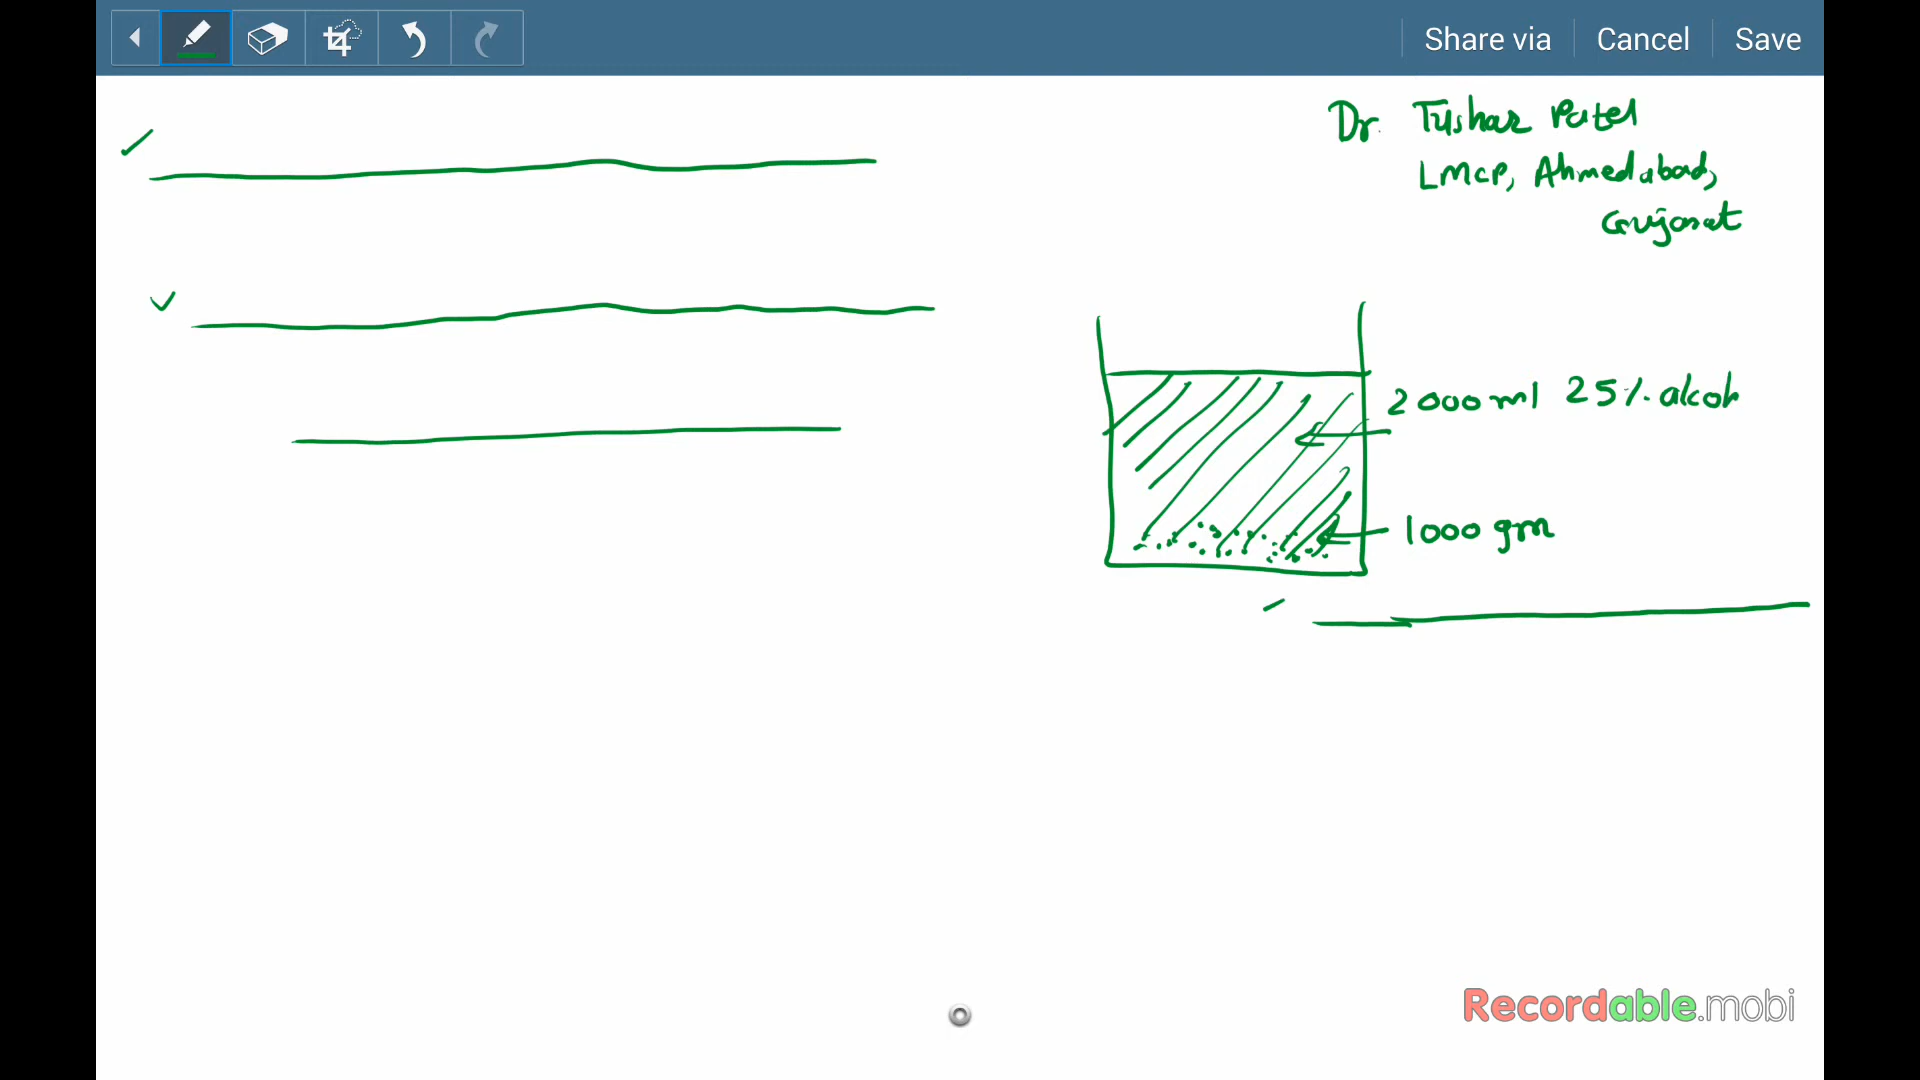 Share via Cancel Save
Dr. Tushar Patel
LMCP, Ahmedabad,
Gujarat
2000 ml 25% alcoh
1000 gm
Recordable.mobi